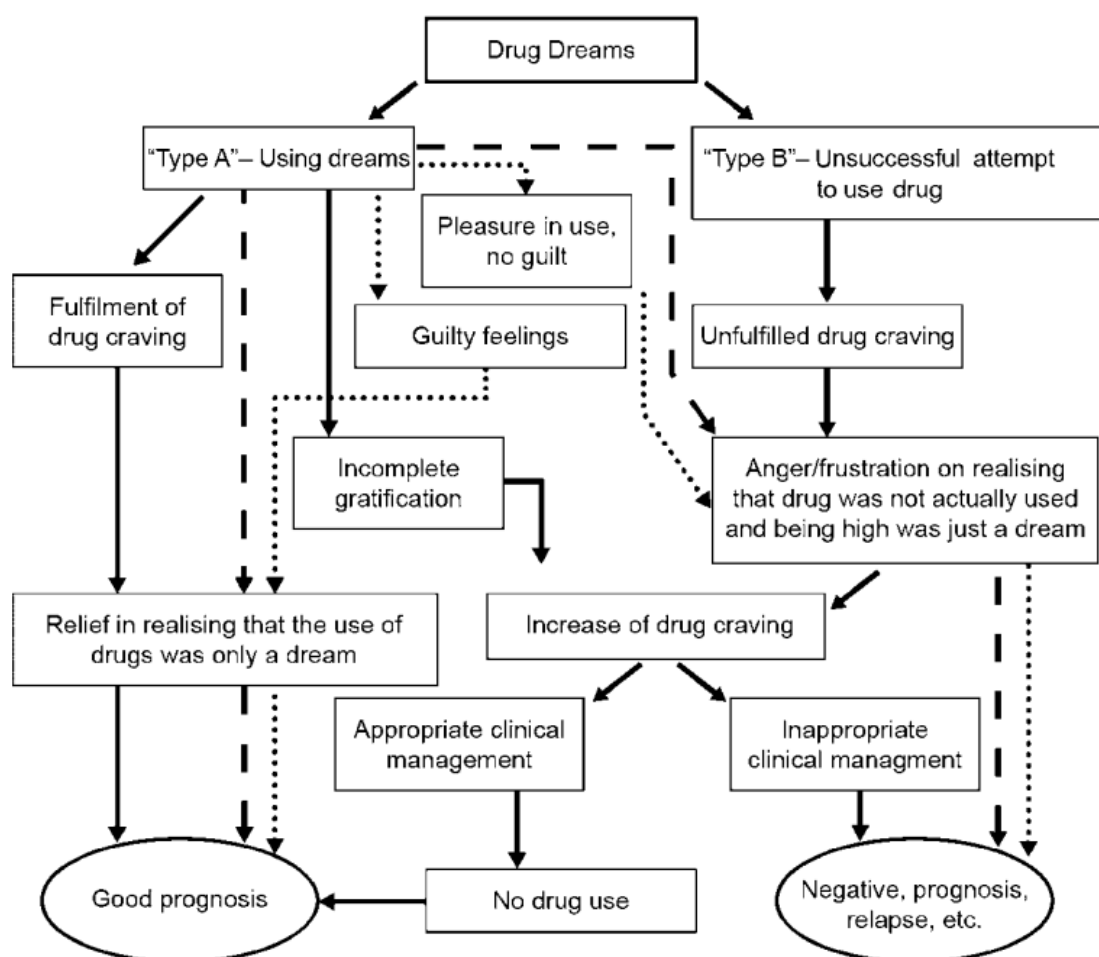 Drug Dreams
“Type A”– Using dreams
“Type B”– Unsuccessful attempt
to use drug
Pleasure in use,
no guilt
Fulfilment of
drug craving
Guilty feelings
Unfulfilled drug craving
Incomplete
gratification
Anger/frustration on realising
that drug was not actually used
and being high was just a dream
Relief in realising that the use of
drugs was only a dream
Increase of drug craving
Appropriate clinical
management
Inappropriate
clinical managment
Good prognosis
No drug use
Negative, prognosis,
relapse, etc.